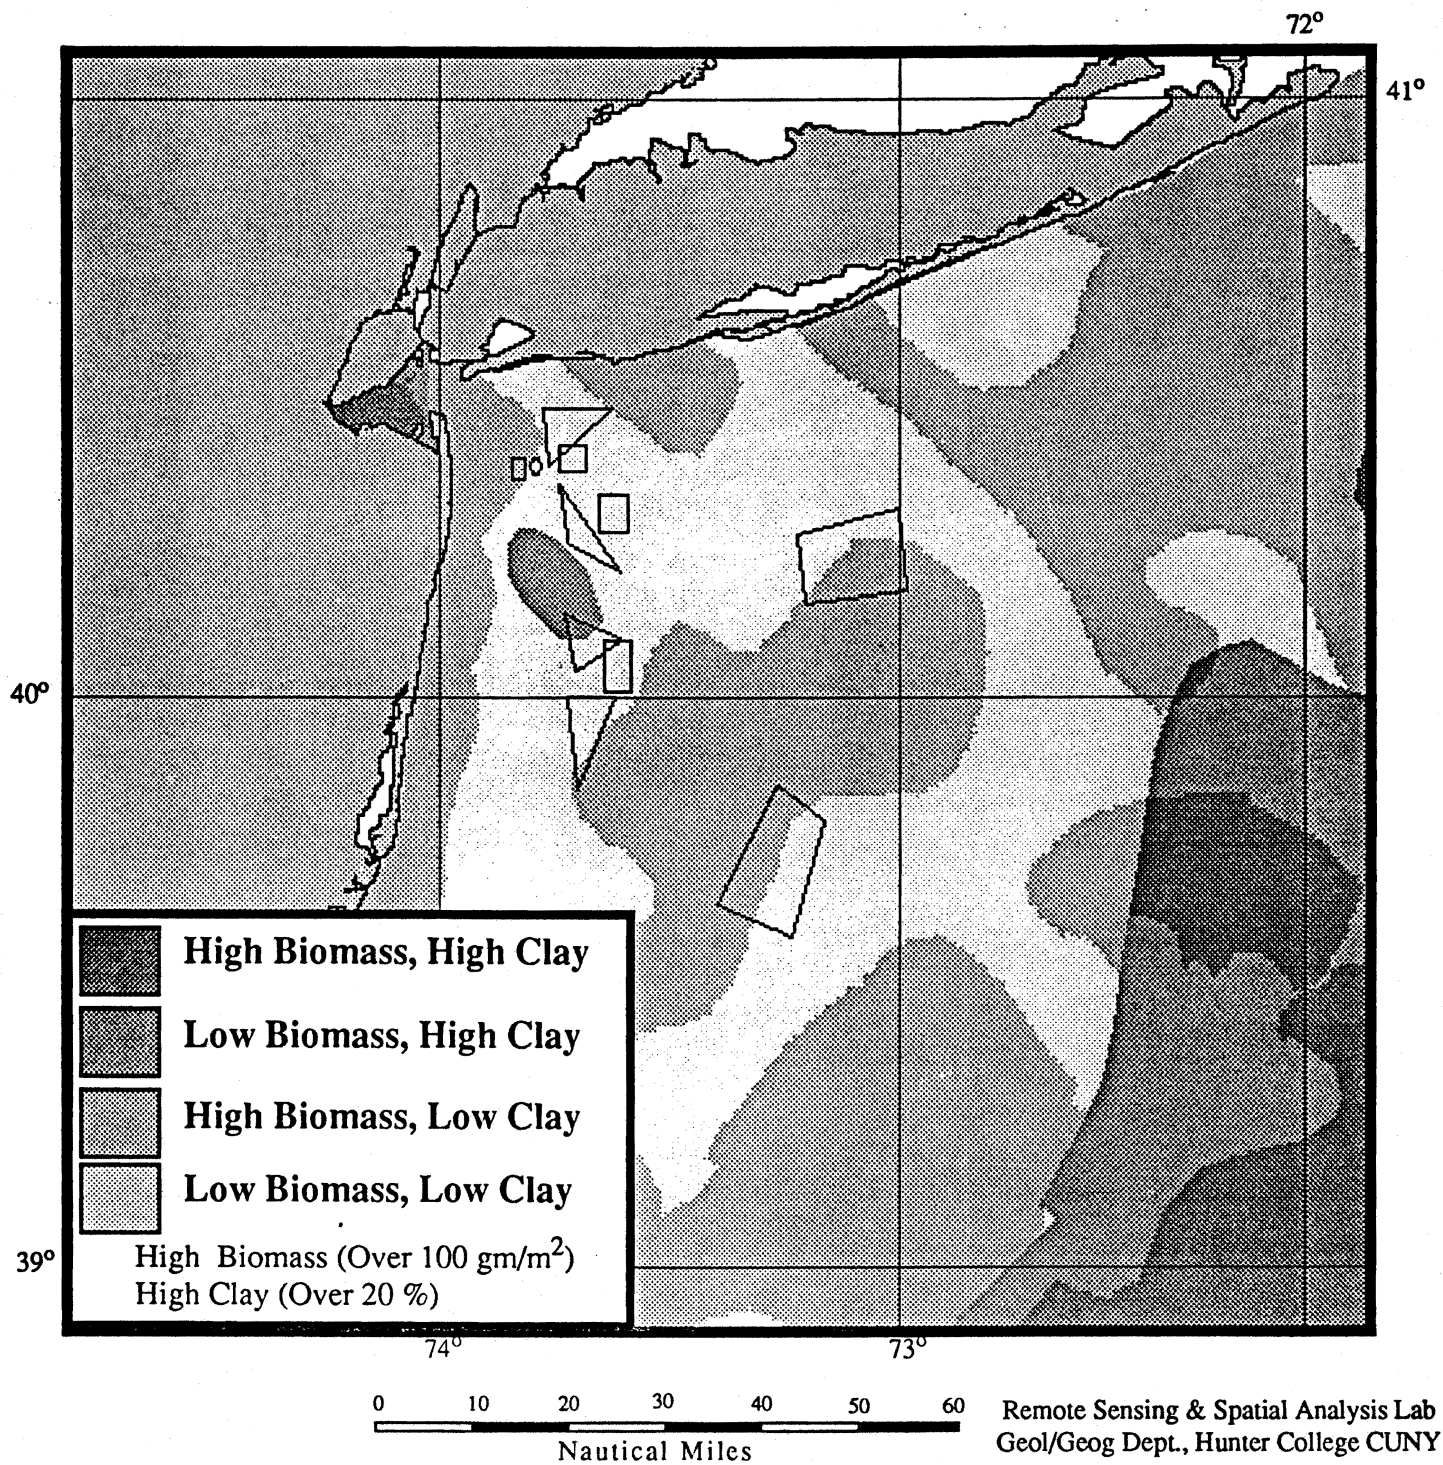 72°
41°
40°
High Biomass, High Clay
Low Biomass, High Clay
High Biomass, Low Clay
Low Biomass, Low Clay
39°
High Biomass (Over 100 gm/m²)
High Clay (Over 20 %)
74°
73°
0 10 20 30 40 50 60
Nautical Miles
Remote Sensing & Spatial Analysis Lab
Geol/Geog Dept., Hunter College CUNY